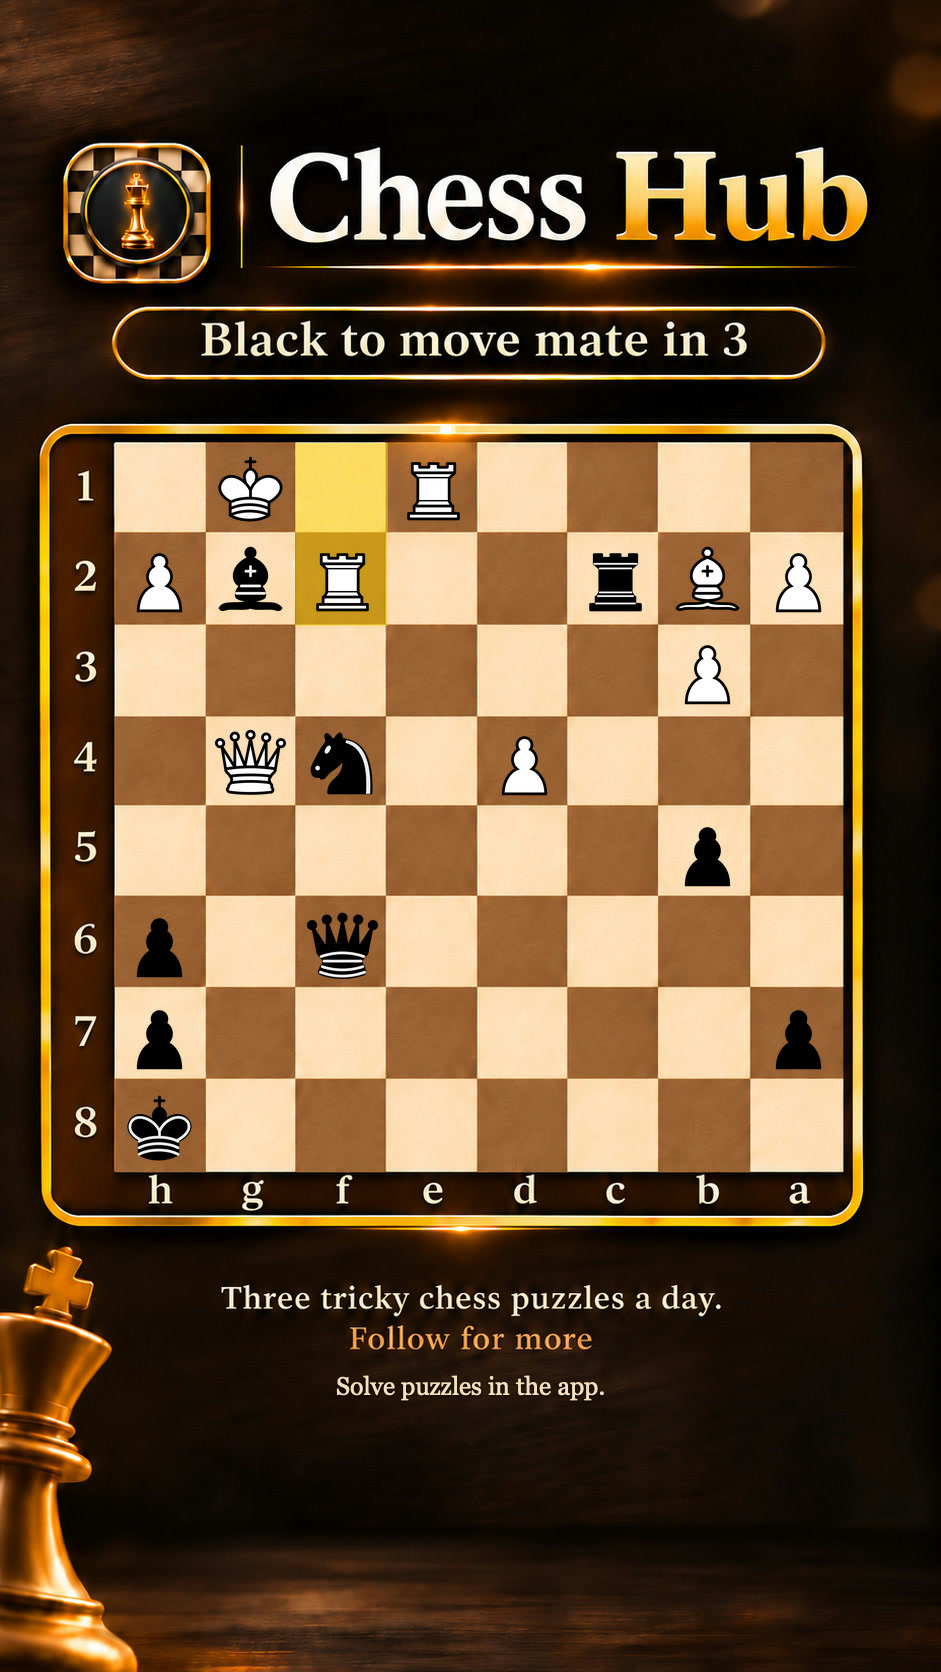 Chess Hub
Black to move mate in 3
1
2
3
4
5
6
7
8
h g f e d c b a
Three tricky chess puzzles a day.
Follow for more
Solve puzzles in the app.